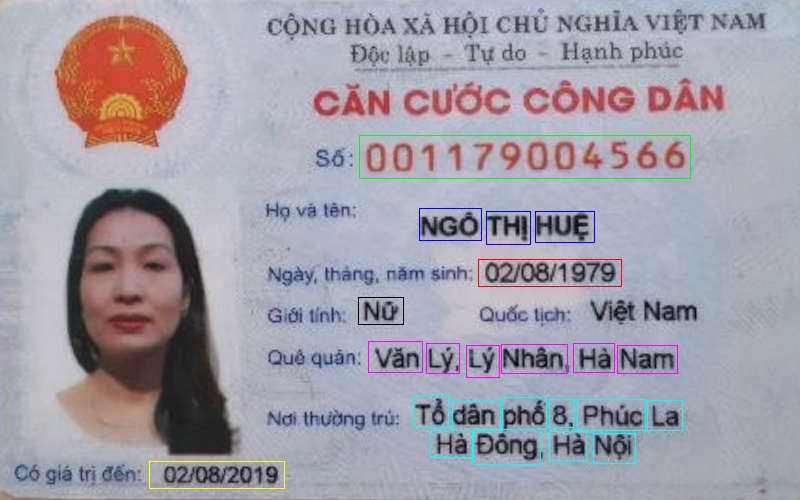 CỘNG HÒA XÃ HỘI CHỦ NGHĨA VIỆT NAM
Độc lập - Tự do - Hạnh phúc
CĂN CƯỚC CÔNG DÂN
Số: 001179004566
Họ và tên: NGÔ THỊ HUỆ
Ngày, tháng, năm sinh: 02/08/1979
Giới tính: Nữ Quốc tịch: Việt Nam
Quê quán: Văn Lý, Lý Nhân, Hà Nam
Nơi thường trú: Tổ dân phố 8, Phúc La
Hà Đông, Hà Nội
Có giá trị đến: 02/08/2019